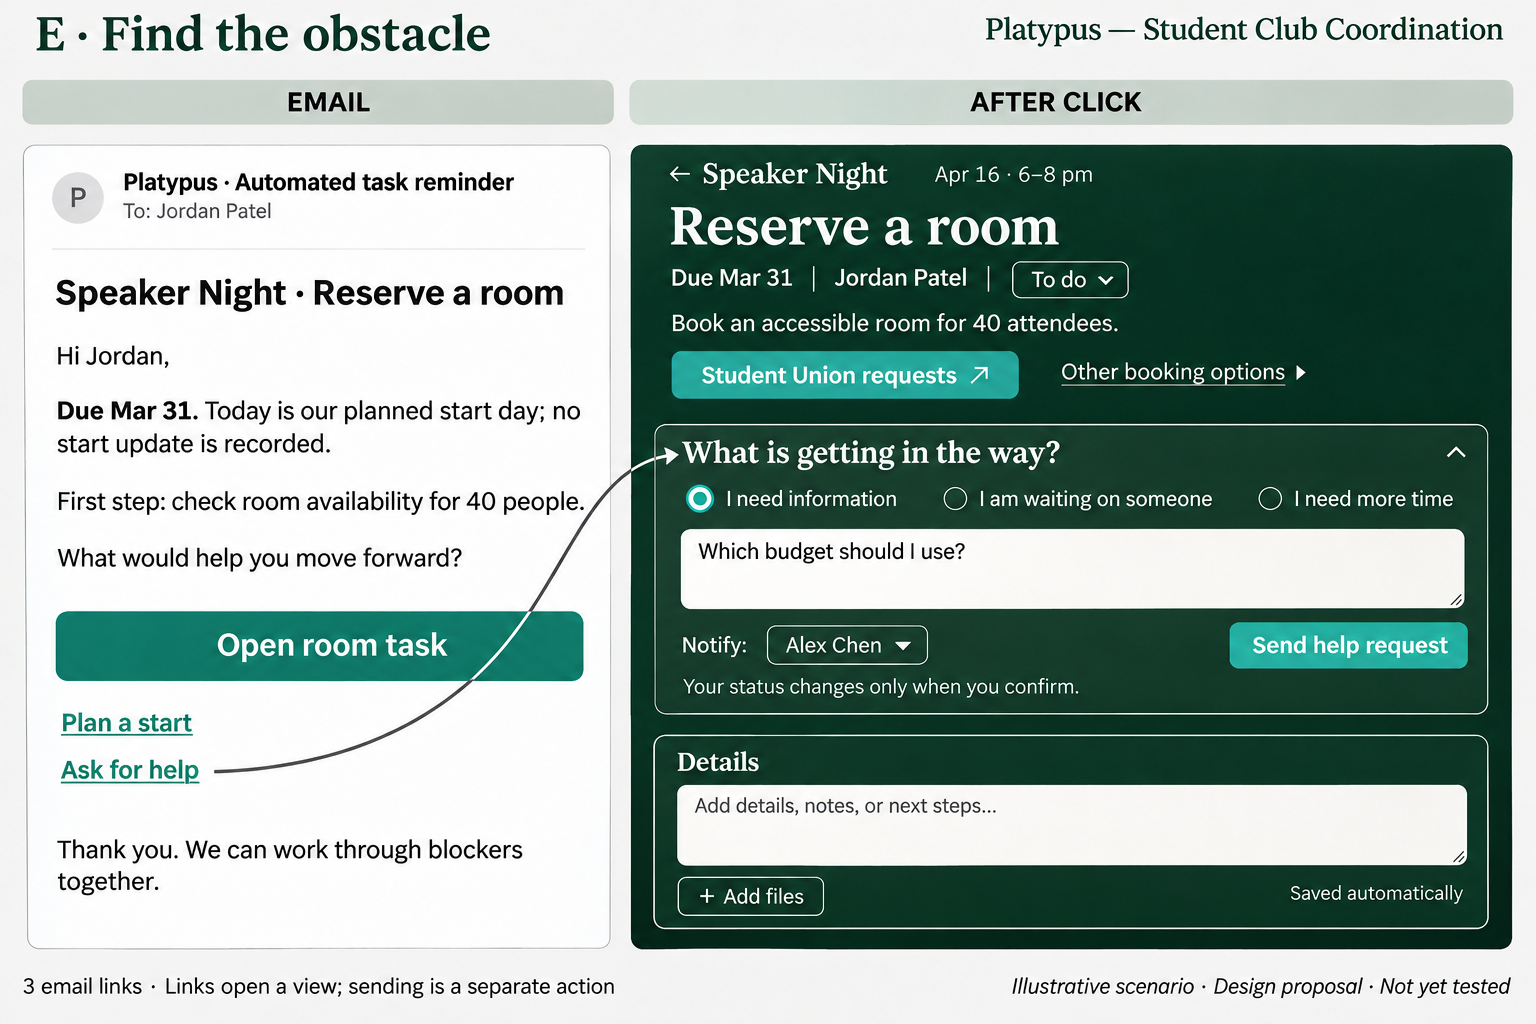 E · Find the obstacle
Platypus — Student Club Coordination
EMAIL
P
Platypus · Automated task reminder
To: Jordan Patel
Speaker Night · Reserve a room
Hi Jordan,
Due Mar 31. Today is our planned start day; no
start update is recorded.
First step: check room availability for 40 people.
What would help you move forward?
Open room task
Plan a start
Ask for help
Thank you. We can work through blockers
together.
AFTER CLICK
← Speaker Night Apr 16 · 6–8 pm
Reserve a room
Due Mar 31 | Jordan Patel | To do
Book an accessible room for 40 attendees.
Student Union requests ↗ Other booking options
What is getting in the way?
I need information I am waiting on someone I need more time
Which budget should I use?
Notify: Alex Chen Send help request
Your status changes only when you confirm.
Details
Add details, notes, or next steps...
+ Add files Saved automatically
3 email links · Links open a view; sending is a separate action
Illustrative scenario · Design proposal · Not yet tested